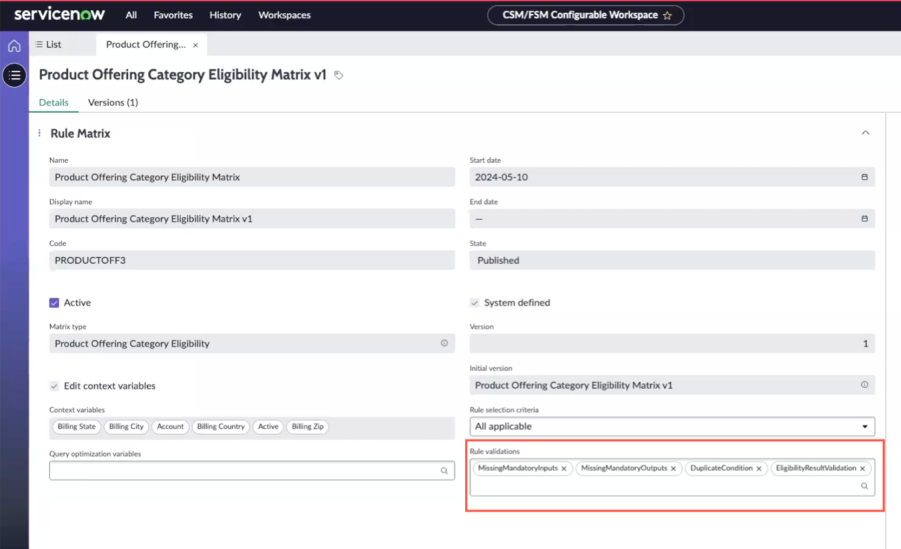 servicenow All Favorites History Workspaces CSM/FSM Configurable Workspace
List Product Offering... ×
Product Offering Category Eligibility Matrix v1
Details Versions (1)
Rule Matrix
Name
Product Offering Category Eligibility Matrix
Start date
2024-05-10
Display name
Product Offering Category Eligibility Matrix v1
End date
—
Code
PRODUCTOFF3
State
Published
Active
System defined
Matrix type
Product Offering Category Eligibility
Version
1
Edit context variables
Initial version
Product Offering Category Eligibility Matrix v1
Context variables
Billing State Billing City Account Billing Country Active Billing Zip
Rule selection criteria
All applicable
Query optimization variables
Rule validations
MissingMandatoryInputs × MissingMandatoryOutputs × DuplicateCondition × EligibilityResultValidation ×